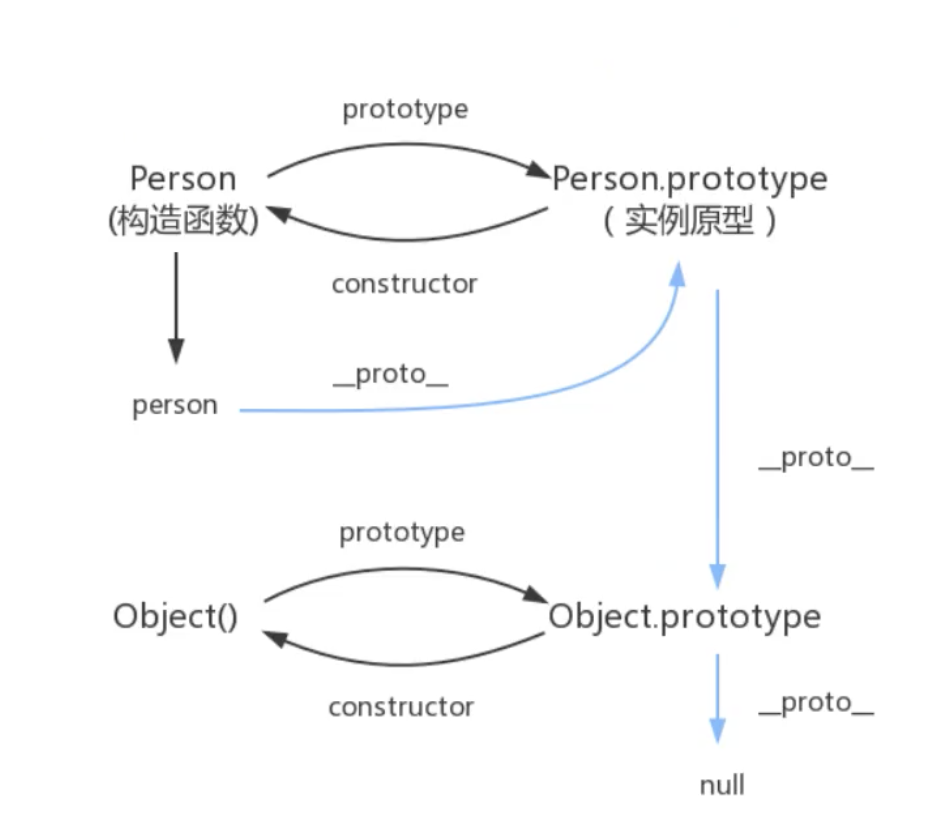 prototype
Person
Person.prototype
(构造函数)
（实例原型）
constructor
__proto__
person
__proto__
prototype
Object()
Object.prototype
constructor
__proto__
null